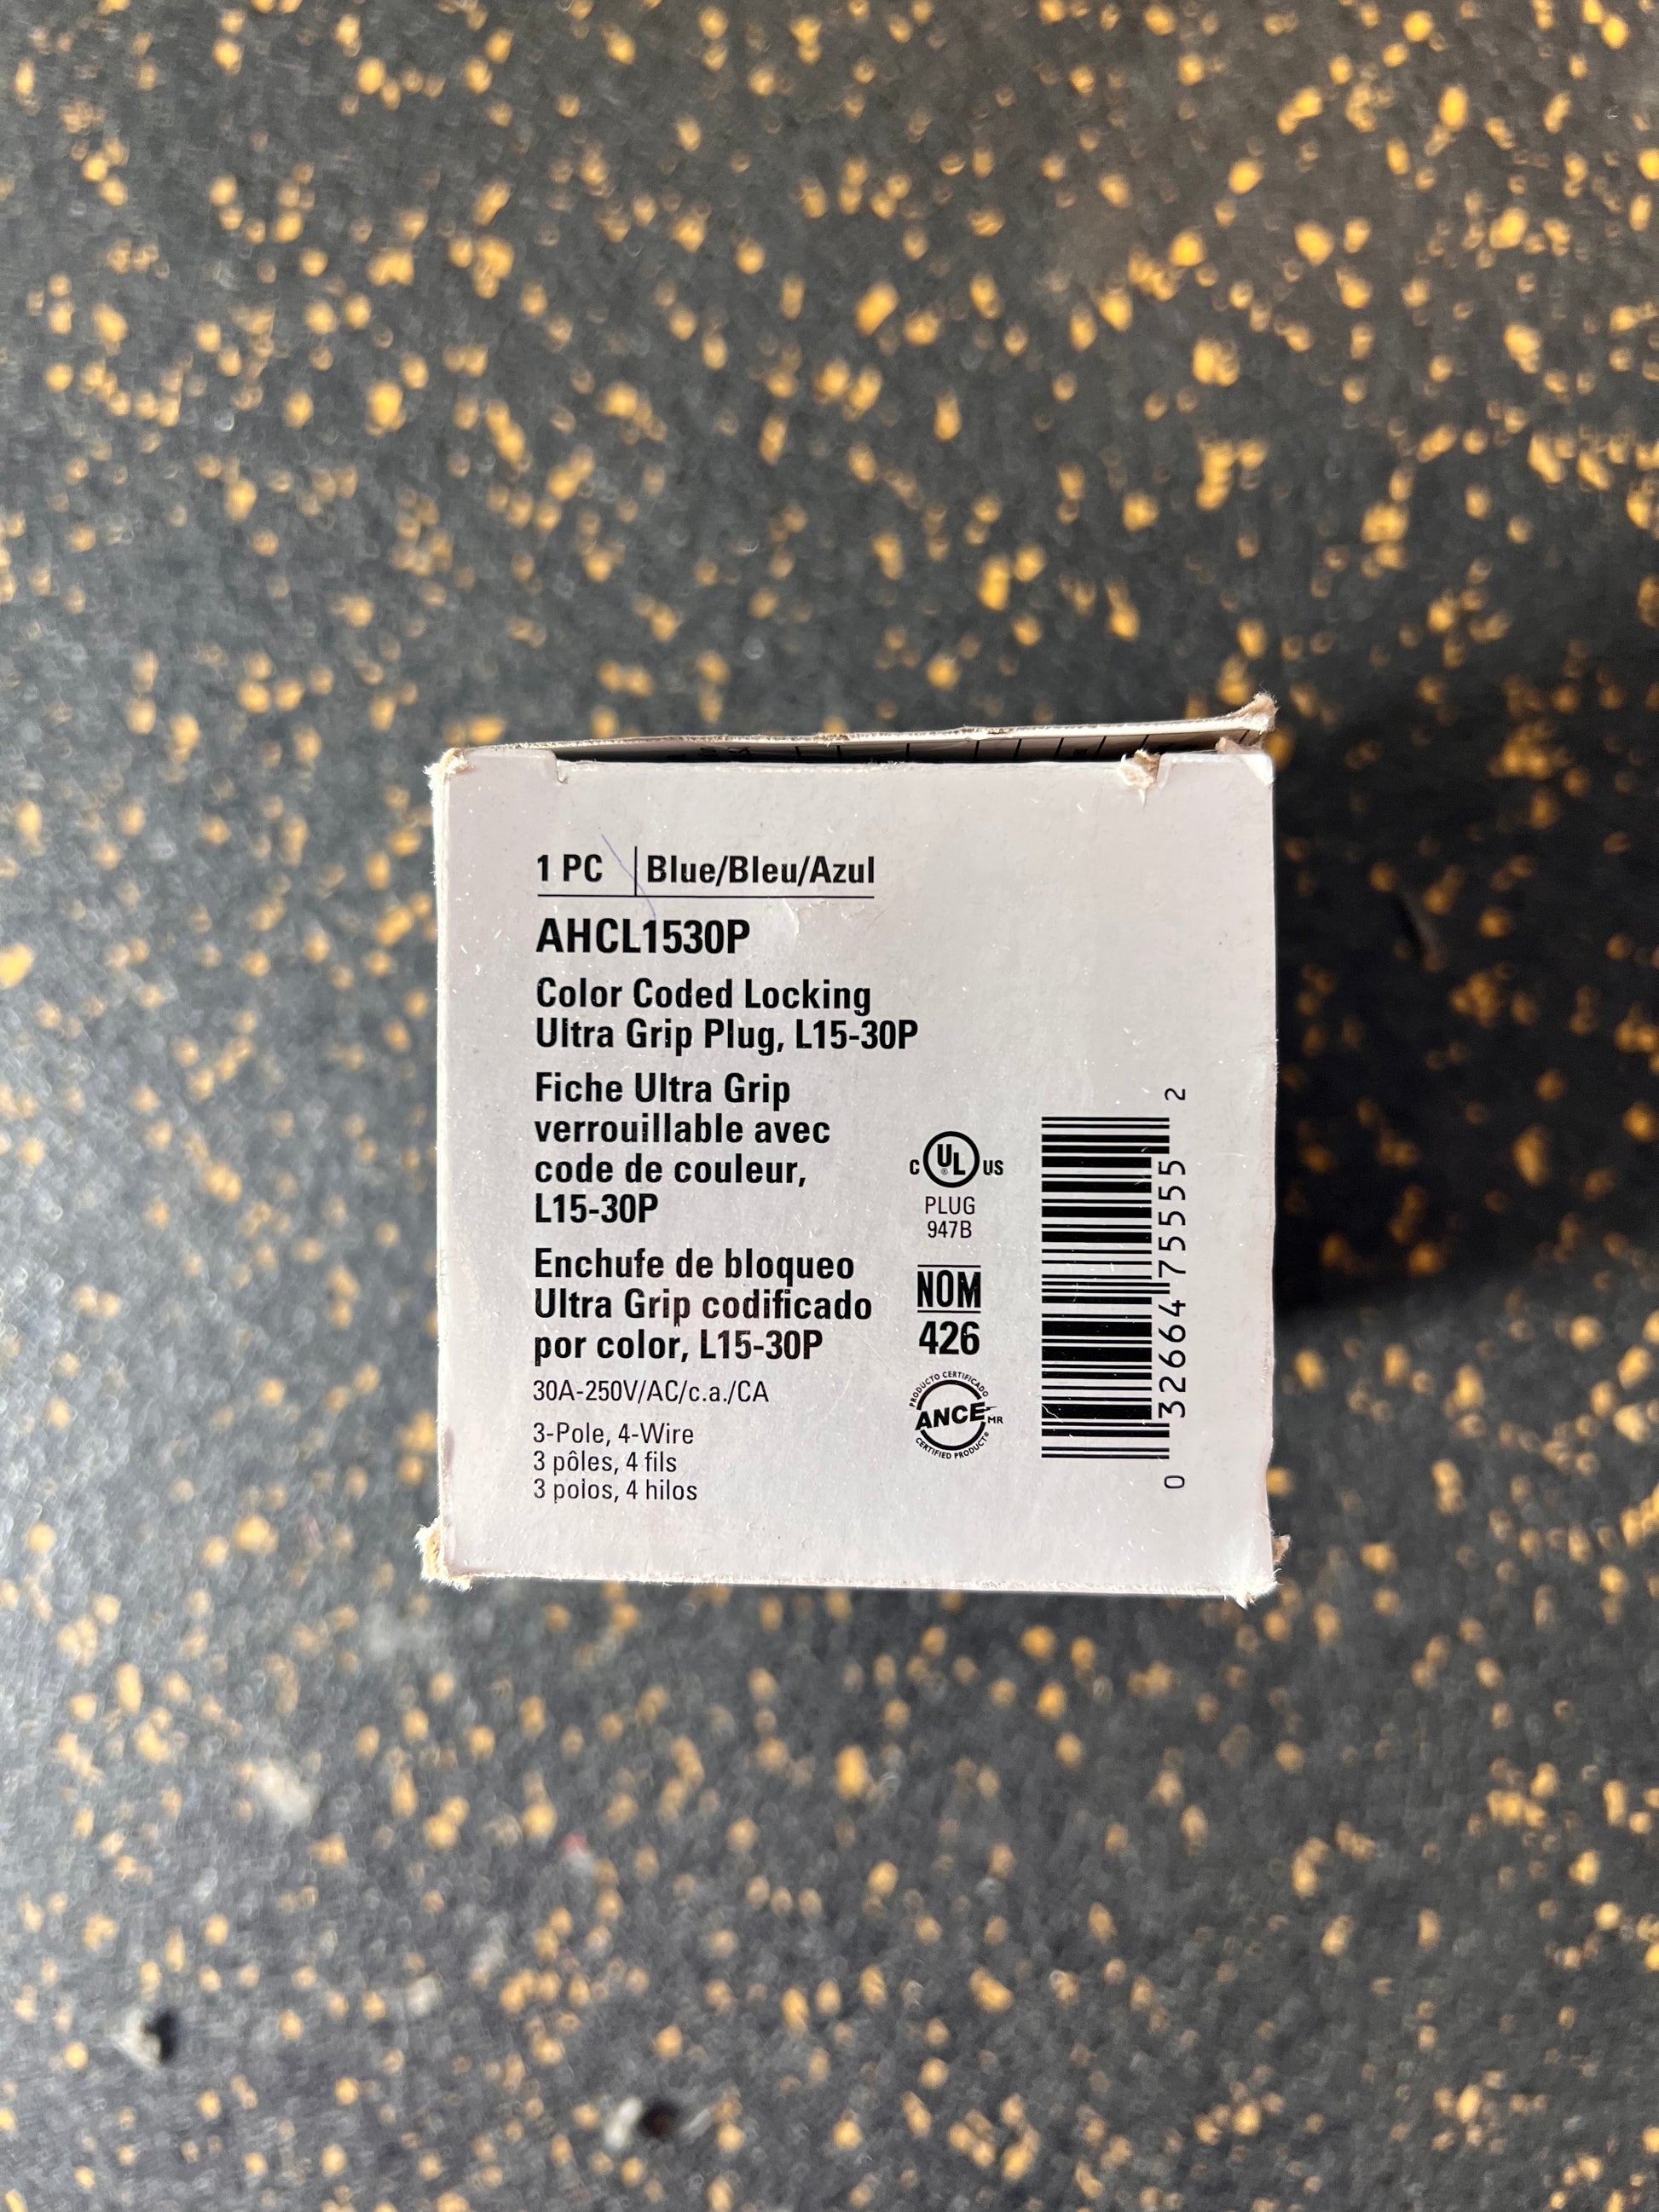 1 PC | Blue/Bleu/Azul
AHCL1530P
Color Coded Locking
Ultra Grip Plug, L15-30P
Fiche Ultra Grip
verrouillable avec
code de couleur,
L15-30P
Enchufe de bloqueo
Ultra Grip codificado
por color, L15-30P
30A-250V/AC/c.a./CA
3-Pole, 4-Wire
3 pôles, 4 fils
3 polos, 4 hilos
C UL ® US
PLUG
947B
NOM
426
PRODUCTO CERTIFICADO
ANCE MR
CERTIFIED PRODUCT®
0 32664 75555 2